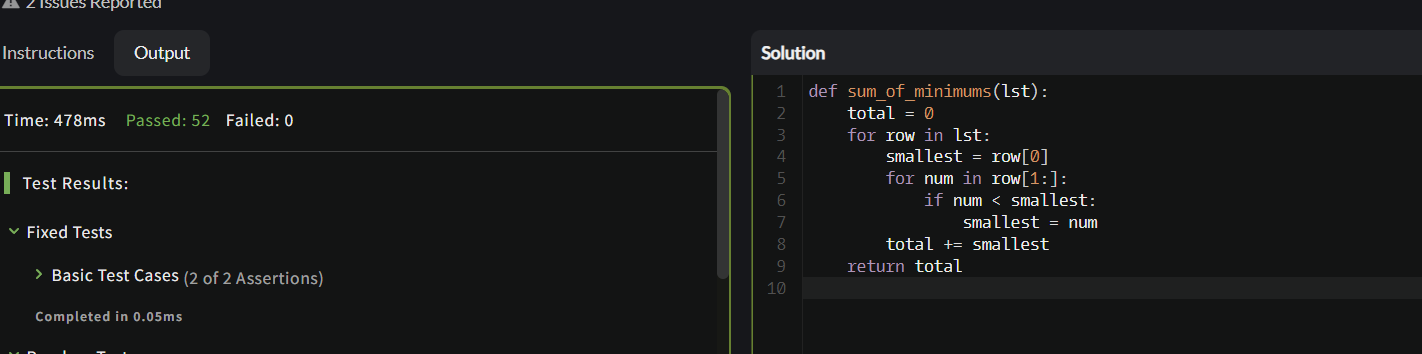 2 Issues Reported
Instructions
Output
Time: 478ms Passed: 52 Failed: 0
Test Results:
Fixed Tests
Basic Test Cases (2 of 2 Assertions)
Completed in 0.05ms
Solution
1 def sum_of_minimums(lst):
2     total = 0
3     for row in lst:
4         smallest = row[0]
5         for num in row[1:]:
6             if num < smallest:
7                 smallest = num
8         total += smallest
9     return total
10